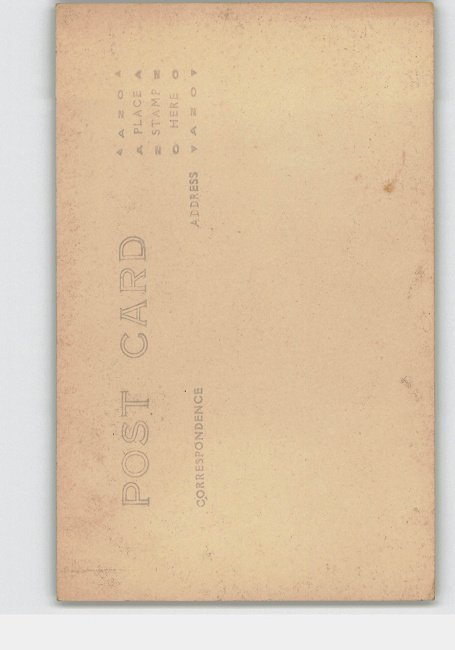 POST CARD
▲ A Z O ▲
A PLACE A
Z STAMP Z
O HERE O
▼ A Z O ▼
CORRESPONDENCE
ADDRESS